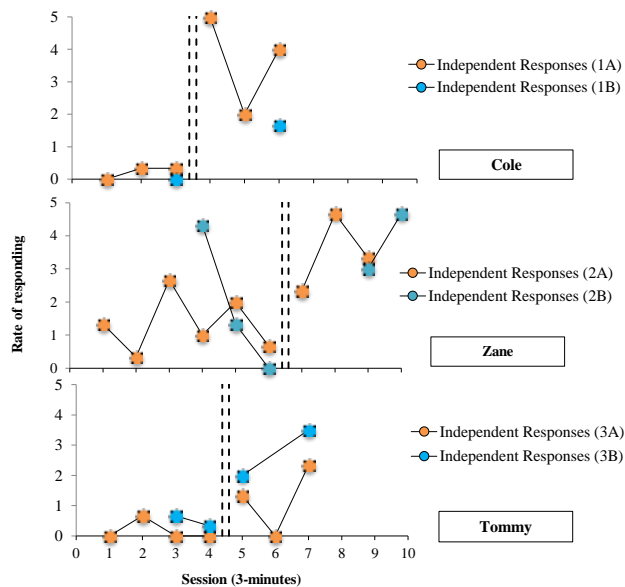 5
4
3
2
1
0
Independent Responses (1A)
Independent Responses (1B)
Cole
Rate of responding
5
4
3
2
1
0
Independent Responses (2A)
Independent Responses (2B)
Zane
5
4
3
2
1
0
Independent Responses (3A)
Independent Responses (3B)
Tommy
0 1 2 3 4 5 6 7 8 9 10
Session (3-minutes)